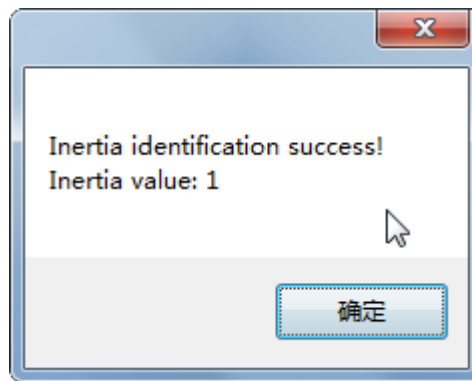 Inertia identification success!
Inertia value: 1
确定